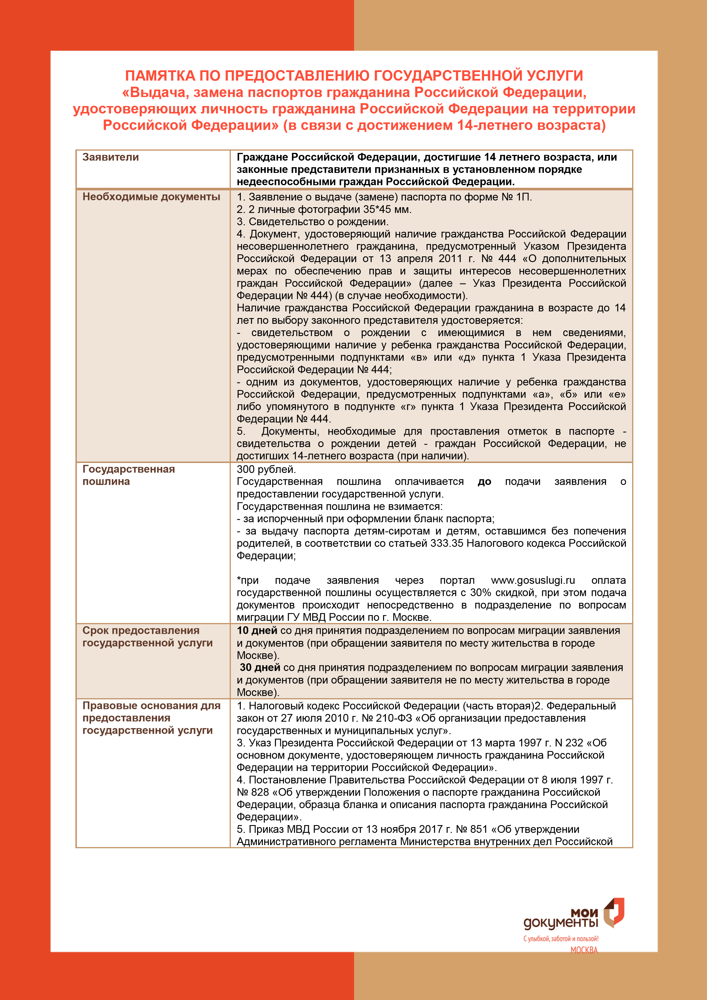 ПАМЯТКА ПО ПРЕДОСТАВЛЕНИЮ ГОСУДАРСТВЕННОЙ УСЛУГИ
«Выдача, замена паспортов гражданина Российской Федерации,
удостоверяющих личность гражданина Российской Федерации на территории
Российской Федерации» (в связи с достижением 14-летнего возраста)
Заявители
Граждане Российской Федерации, достигшие 14 летнего возраста, или
законные представители признанных в установленном порядке
недееспособными граждан Российской Федерации.
Необходимые документы
1. Заявление о выдаче (замене) паспорта по форме № 1П.
2. 2 личные фотографии 35*45 мм.
3. Свидетельство о рождении.
4. Документ, удостоверяющий наличие гражданства Российской Федерации
несовершеннолетнего гражданина, предусмотренный Указом Президента
Российской Федерации от 13 апреля 2011 г. № 444 «О дополнительных
мерах по обеспечению прав и защиты интересов несовершеннолетних
граждан Российской Федерации» (далее – Указ Президента Российской
Федерации № 444) (в случае необходимости).
Наличие гражданства Российской Федерации гражданина в возрасте до 14
лет по выбору законного представителя удостоверяется:
- свидетельством о рождении с имеющимися в нем сведениями,
удостоверяющими наличие у ребенка гражданства Российской Федерации,
предусмотренными подпунктами «в» или «д» пункта 1 Указа Президента
Российской Федерации № 444;
- одним из документов, удостоверяющих наличие у ребенка гражданства
Российской Федерации, предусмотренных подпунктами «а», «б» или «е»
либо упомянутого в подпункте «г» пункта 1 Указа Президента Российской
Федерации № 444.
5. Документы, необходимые для проставления отметок в паспорте -
свидетельства о рождении детей - граждан Российской Федерации, не
достигших 14-летнего возраста (при наличии).
Государственная
пошлина
300 рублей.
Государственная пошлина оплачивается до подачи заявления о
предоставлении государственной услуги.
Государственная пошлина не взимается:
- за испорченный при оформлении бланк паспорта;
- за выдачу паспорта детям-сиротам и детям, оставшимся без попечения
родителей, в соответствии со статьей 333.35 Налогового кодекса Российской
Федерации;
*при подаче заявления через портал www.gosuslugi.ru оплата
государственной пошлины осуществляется с 30% скидкой, при этом подача
документов происходит непосредственно в подразделение по вопросам
миграции ГУ МВД России по г. Москве.
Срок предоставления
государственной услуги
10 дней со дня принятия подразделением по вопросам миграции заявления
и документов (при обращении заявителя по месту жительства в городе
Москве).
30 дней со дня принятия подразделением по вопросам миграции заявления
и документов (при обращении заявителя не по месту жительства в городе
Москве).
Правовые основания для
предоставления
государственной услуги
1. Налоговый кодекс Российской Федерации (часть вторая)2. Федеральный
закон от 27 июля 2010 г. № 210-ФЗ «Об организации предоставления
государственных и муниципальных услуг».
3. Указ Президента Российской Федерации от 13 марта 1997 г. N 232 «Об
основном документе, удостоверяющем личность гражданина Российской
Федерации на территории Российской Федерации».
4. Постановление Правительства Российской Федерации от 8 июля 1997 г.
№ 828 «Об утверждении Положения о паспорте гражданина Российской
Федерации, образца бланка и описания паспорта гражданина Российской
Федерации».
5. Приказ МВД России от 13 ноября 2017 г. № 851 «Об утверждении
Административного регламента Министерства внутренних дел Российской
мои
документы
С улыбкой, заботой и пользой!
МОСКВА